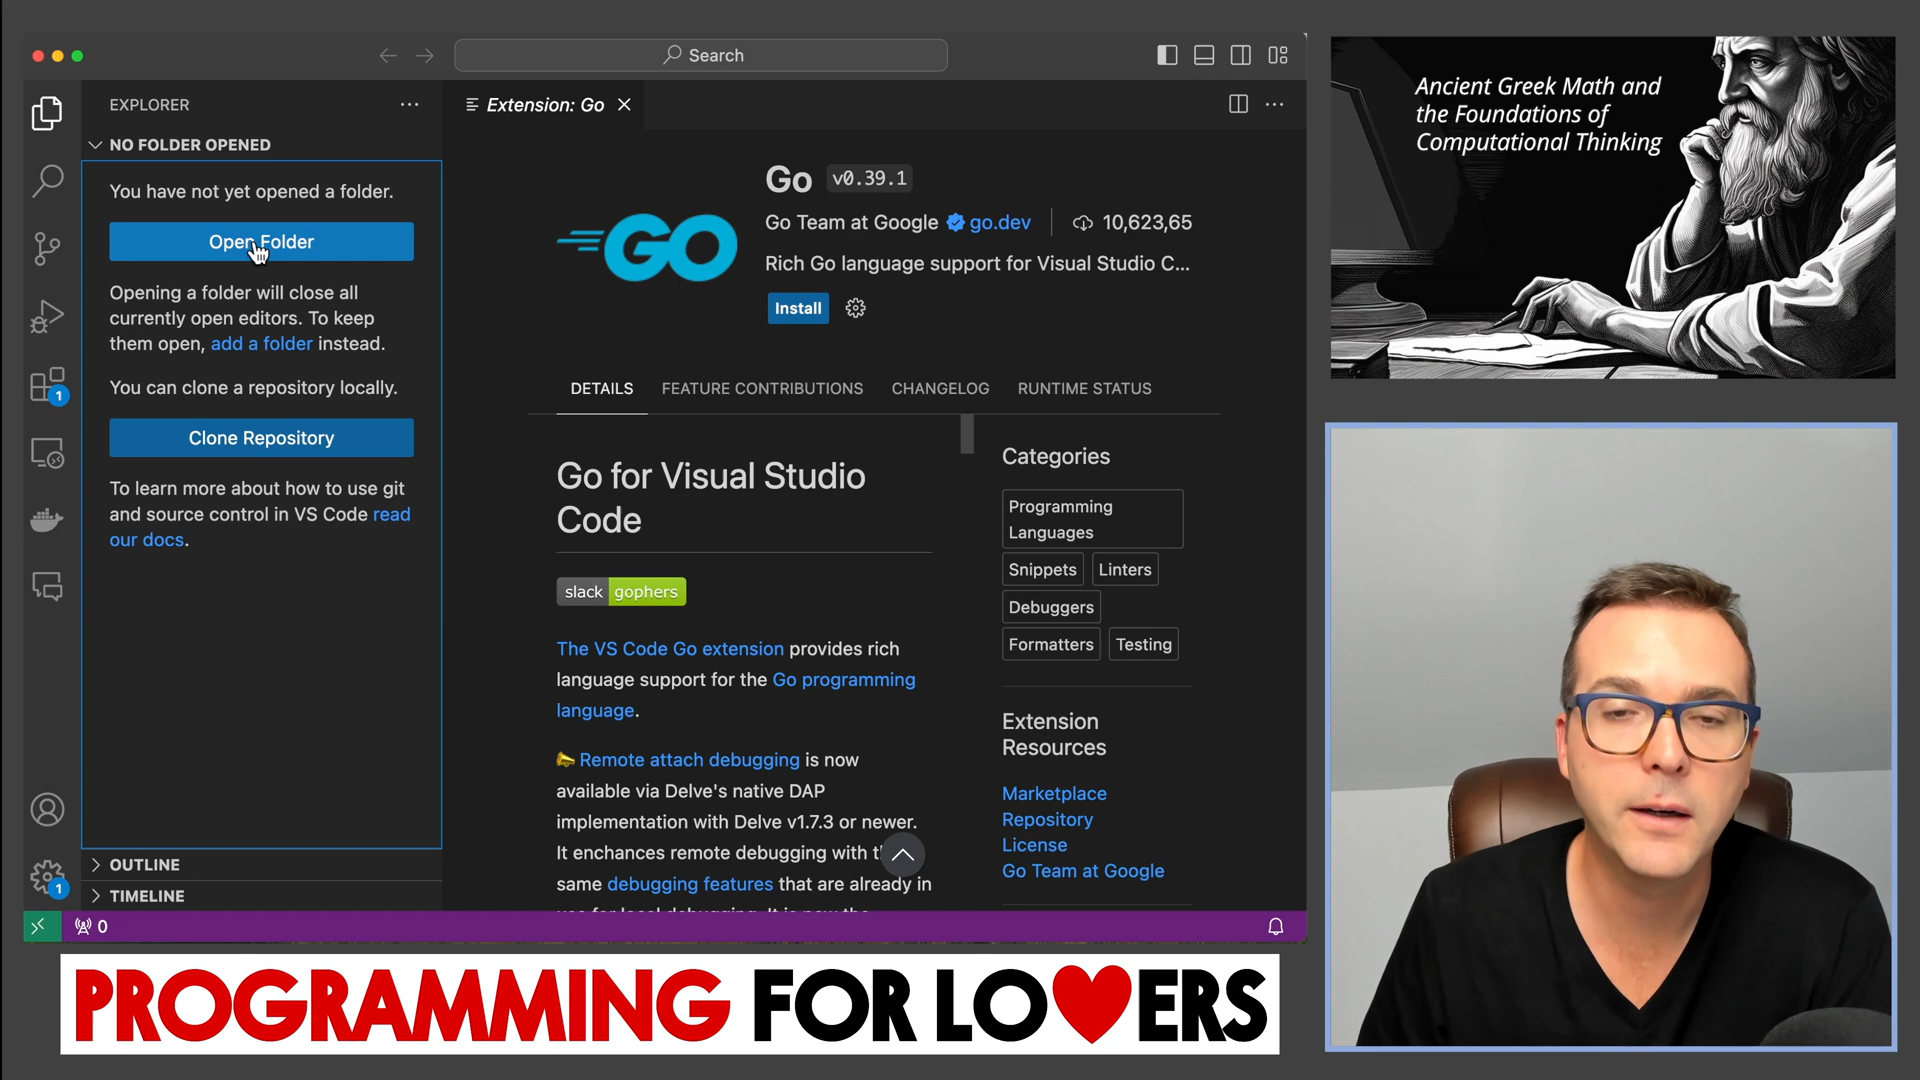 Search
EXPLORER
NO FOLDER OPENED
You have not yet opened a folder.
Open Folder
Opening a folder will close all
currently open editors. To keep
them open, add a folder instead.
You can clone a repository locally.
Clone Repository
To learn more about how to use git
and source control in VS Code read
our docs.
OUTLINE
TIMELINE
1
1
0
Extension: Go
GO
Go v0.39.1
Go Team at Google go.dev 10,623,65
Rich Go language support for Visual Studio C...
Install
DETAILS FEATURE CONTRIBUTIONS CHANGELOG RUNTIME STATUS
Go for Visual Studio
Code
slack gophers
The VS Code Go extension provides rich
language support for the Go programming
language.
Remote attach debugging is now
available via Delve's native DAP
implementation with Delve v1.7.3 or newer.
It enchances remote debugging with
same debugging features that are already in
Categories
Programming
Languages
Snippets Linters
Debuggers
Formatters Testing
Extension
Resources
Marketplace
Repository
License
Go Team at Google
Ancient Greek Math and
the Foundations of
Computational Thinking
PROGRAMMING FOR LO❤ERS